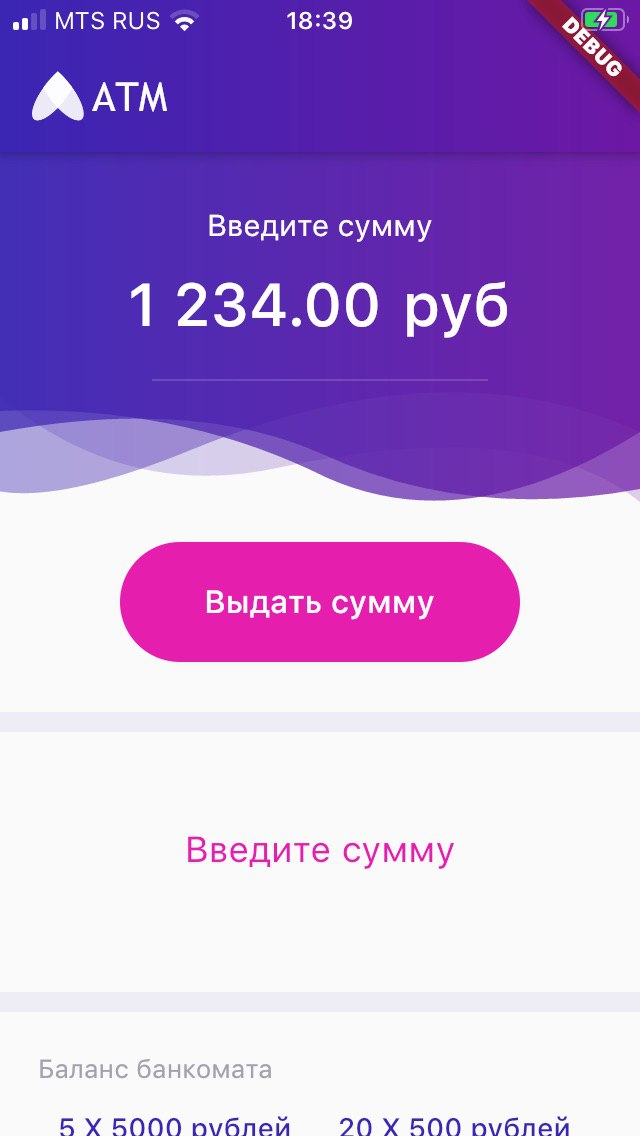 MTS RUS 18:39
DEBUG
ATM
Введите сумму
1 234.00 руб
Выдать сумму
Введите сумму
Баланс банкомата
5 X 5000 рублей 20 X 500 рублей